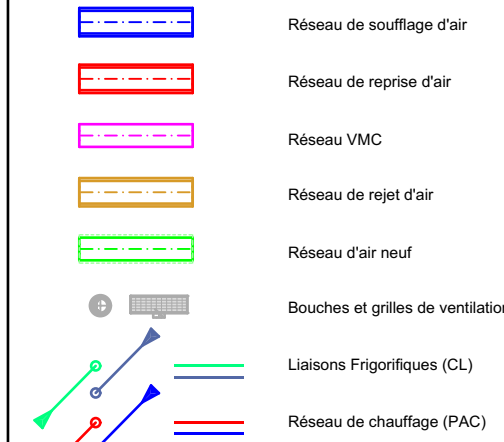 Réseau de soufflage d'air
Réseau de reprise d'air
Réseau VMC
Réseau de rejet d'air
Réseau d'air neuf
Bouches et grilles de ventilation
Liaisons Frigorifiques (CL)
Réseau de chauffage (PAC)